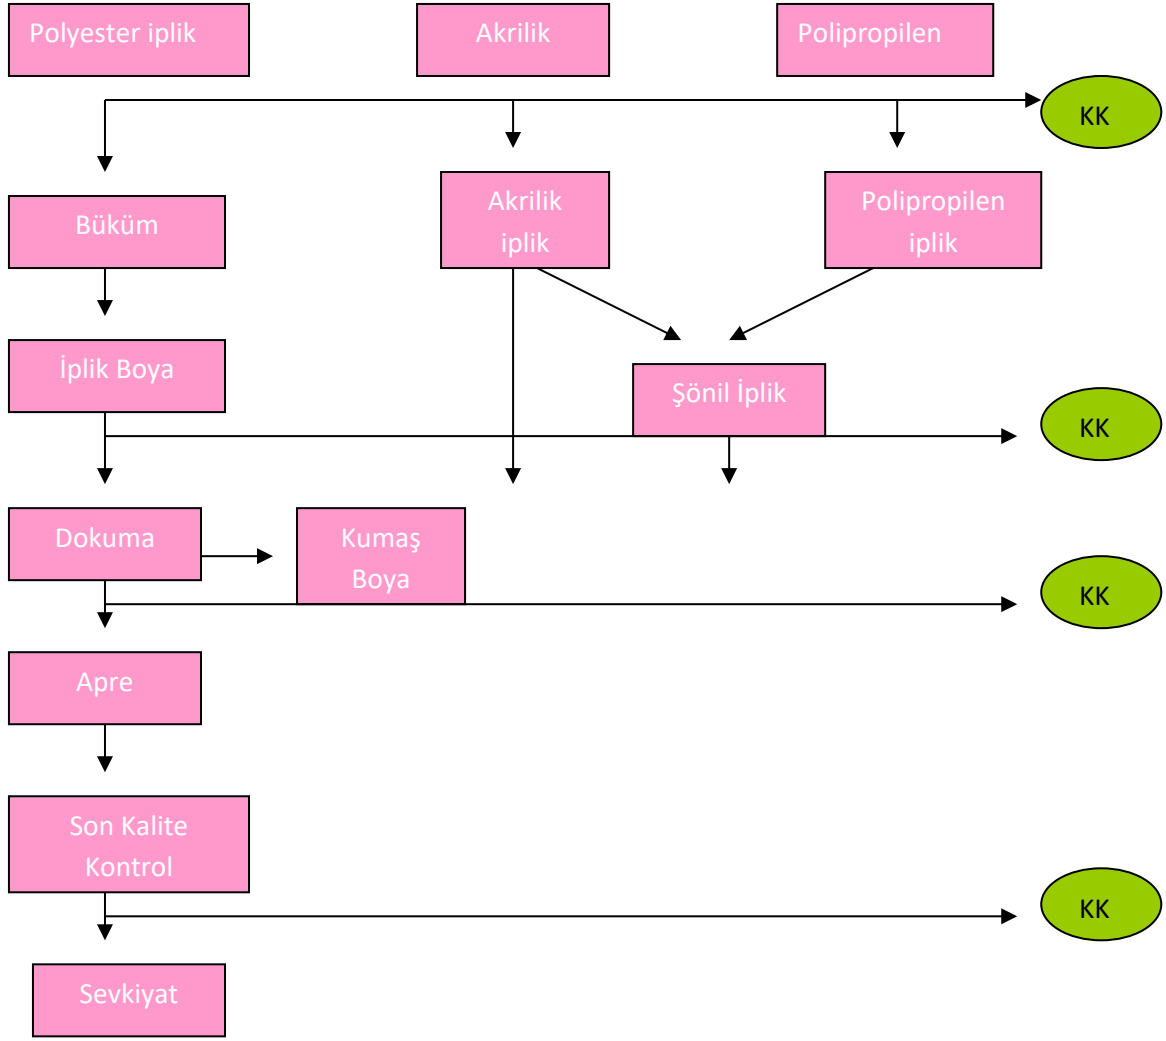 Polyester iplik
Akrilik
Polipropilen
KK
Büküm
Akrilik
iplik
Polipropilen
iplik
İplik Boya
Şönil İplik
KK
Dokuma
Kumaş
Boya
KK
Apre
Son Kalite
Kontrol
KK
Sevkiyat